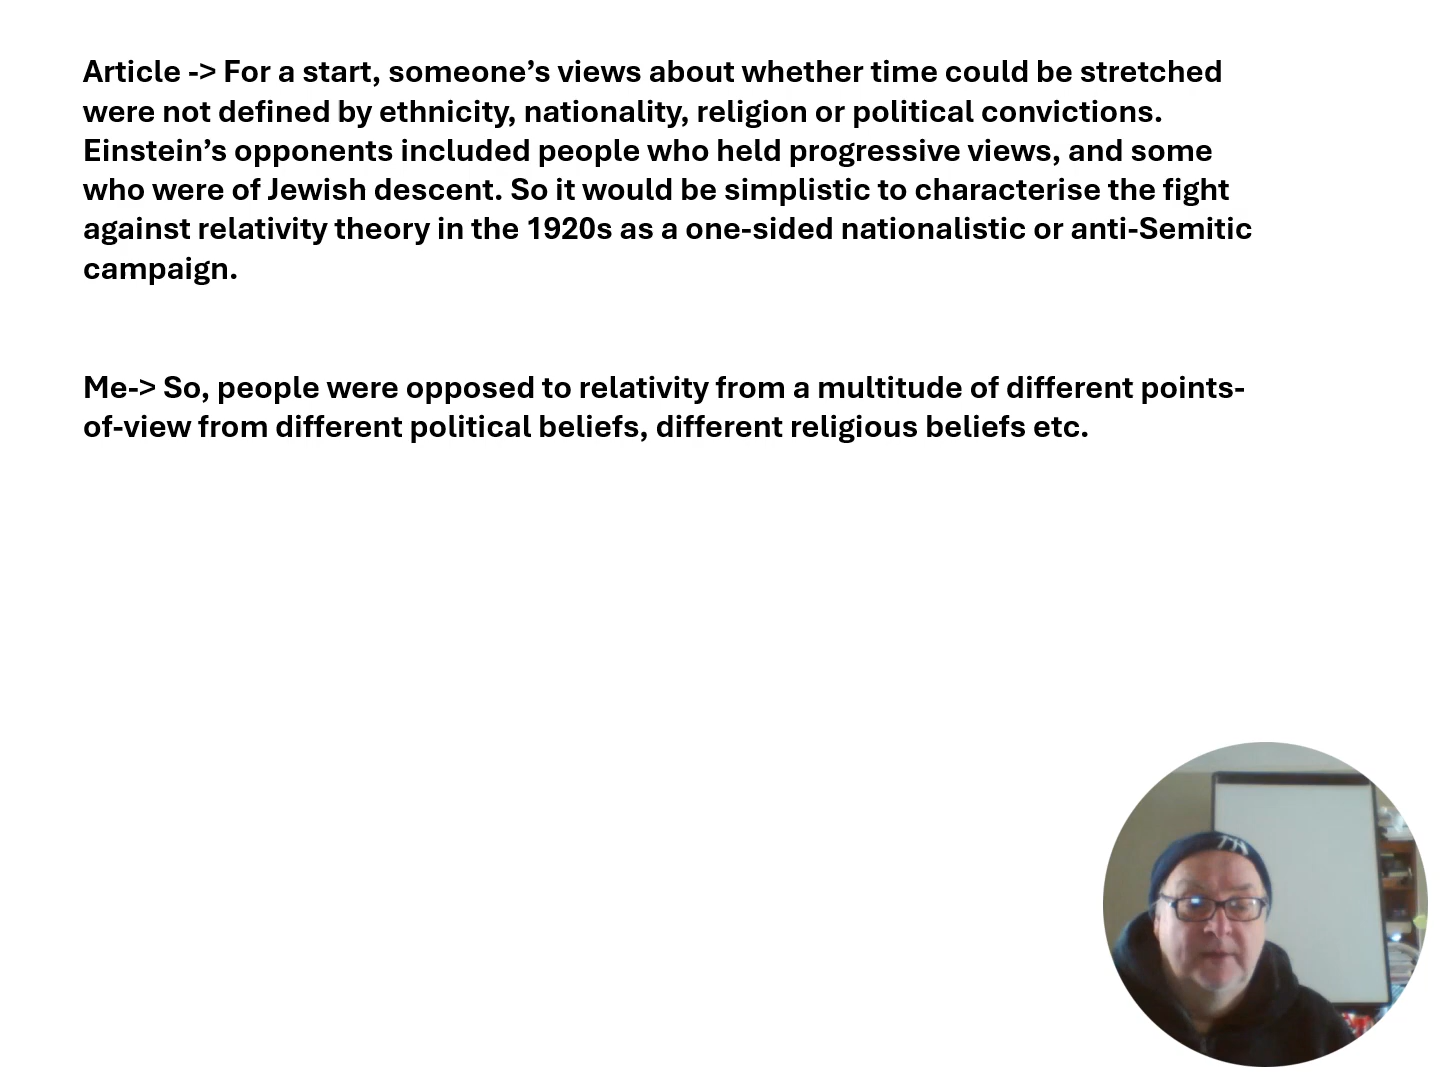 Article -> For a start, someone’s views about whether time could be stretched
were not defined by ethnicity, nationality, religion or political convictions.
Einstein’s opponents included people who held progressive views, and some
who were of Jewish descent. So it would be simplistic to characterise the fight
against relativity theory in the 1920s as a one-sided nationalistic or anti-Semitic
campaign.
Me-> So, people were opposed to relativity from a multitude of different points-
of-view from different political beliefs, different religious beliefs etc.